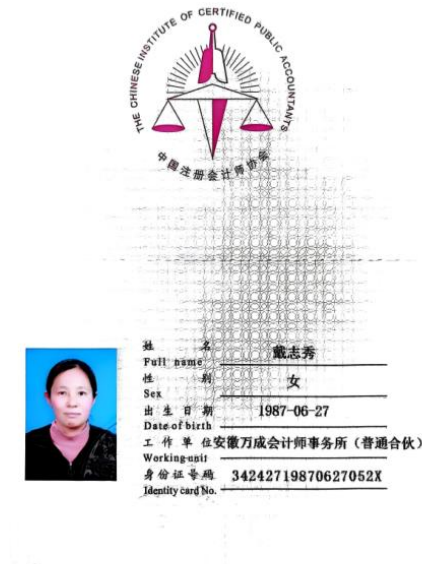 THE CHINESE INSTITUTE OF CERTIFIED PUBLIC ACCOUNTANTS
中国注册会计师协会
姓 名 戴志秀
Full name
性 别 女
Sex
出生日期 1987-06-27
Date of birth
工作单位 安徽万成会计师事务所（普通合伙）
Working unit
身份证号码 34242719870627052X
Identity card No.